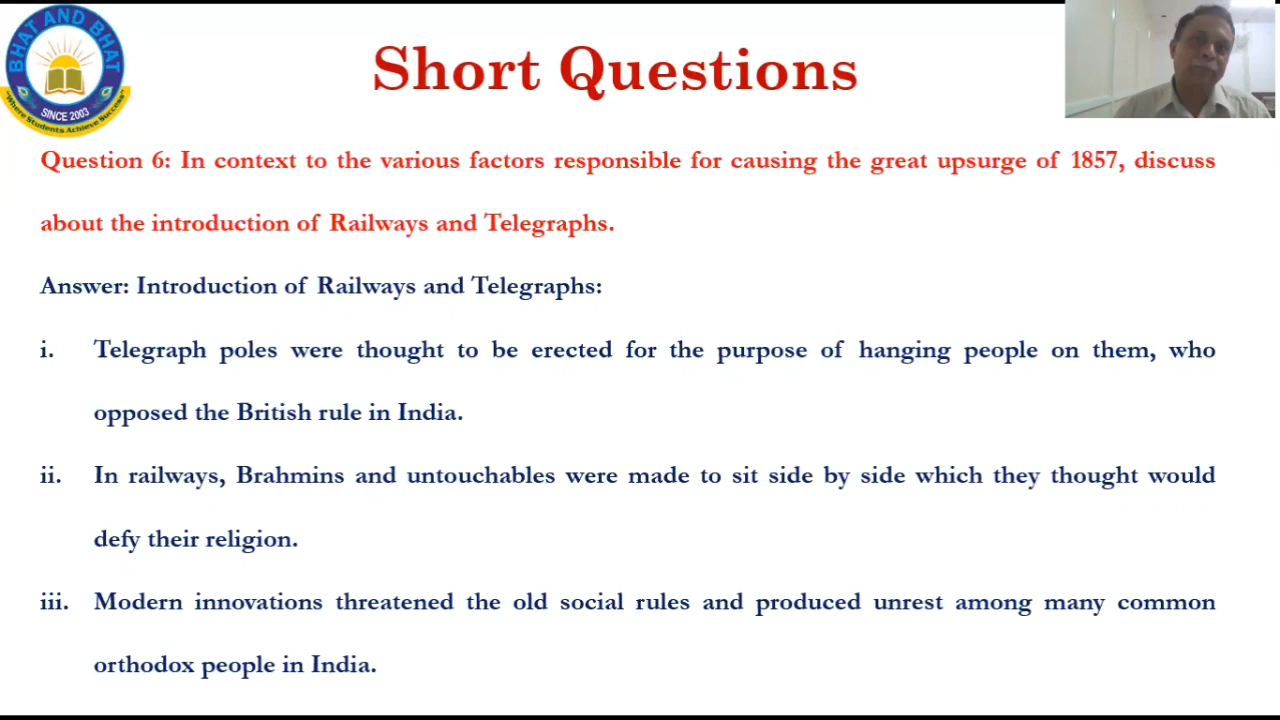 BHAT AND BHAT
SINCE 2003
"Where Students Achieve Success"
Short Questions
Question 6: In context to the various factors responsible for causing the great upsurge of 1857, discuss
about the introduction of Railways and Telegraphs.
Answer: Introduction of Railways and Telegraphs:
i. Telegraph poles were thought to be erected for the purpose of hanging people on them, who
opposed the British rule in India.
ii. In railways, Brahmins and untouchables were made to sit side by side which they thought would
defy their religion.
iii. Modern innovations threatened the old social rules and produced unrest among many common
orthodox people in India.